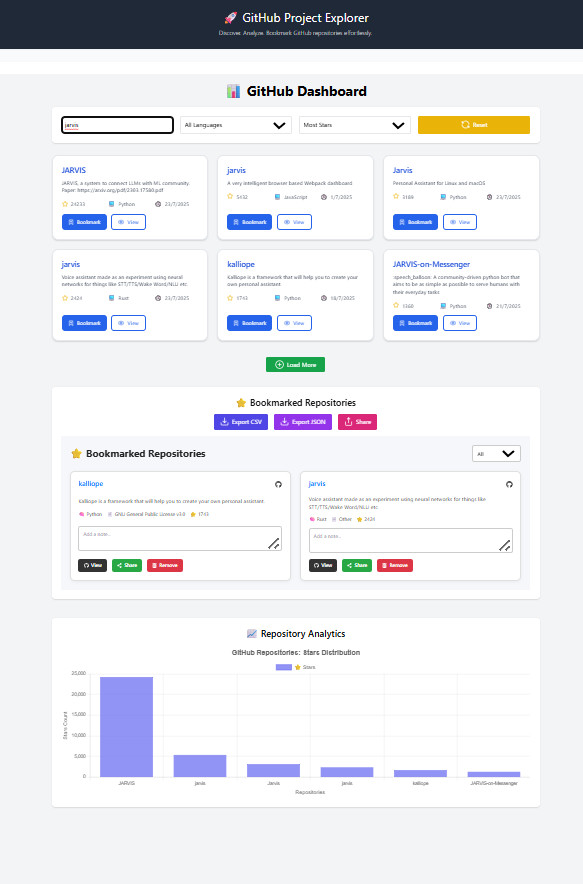 🚀 GitHub Project Explorer
Discover. Analyze. Bookmark GitHub repositories effortlessly.
📊 GitHub Dashboard
jarvis
All Languages
Most Stars
Reset
JARVIS
JARVIS, a system to connect LLMs with ML community.
Paper: https://arxiv.org/pdf/2303.17580.pdf
24233 Python 23/7/2025
Bookmark View
jarvis
A very intelligent browser based Webpack dashboard
5432 JavaScript 1/7/2025
Bookmark View
Jarvis
Personal Assistant for Linux and macOS
3189 Python 23/7/2025
Bookmark View
jarvis
Voice assistant made as an experiment using neural
networks for things like STT/TTS/Wake Word/NLU etc.
2424 Rust 23/7/2025
Bookmark View
kalliope
Kalliope is a framework that will help you to create your
own personal assistant
1743 Python 18/7/2025
Bookmark View
JARVIS-on-Messenger
:speech_balloon: A community-driven python bot that
aims to be as simple as possible to serve humans with
their everyday tasks
1360 Python 21/7/2025
Bookmark View
Load More
⭐ Bookmarked Repositories
Export CSV
Export JSON
Share
⭐ Bookmarked Repositories
All
kalliope
Kalliope is a framework that will help you to create your own personal assistant
Python GNU General Public License v3.0 1743
Add a note...
View Share Remove
jarvis
Voice assistant made as an experiment using neural networks for things like
STT/TTS/Wake Word/NLU etc.
Rust Other 2424
Add a note...
View Share Remove
📈 Repository Analytics
GitHub Repositories: Stars Distribution
⭐ Stars
25,000
20,000
15,000
10,000
5,000
0
Stars Count
JARVIS jarvis Jarvis jarvis kalliope JARVIS-on-Messenger
Repositories